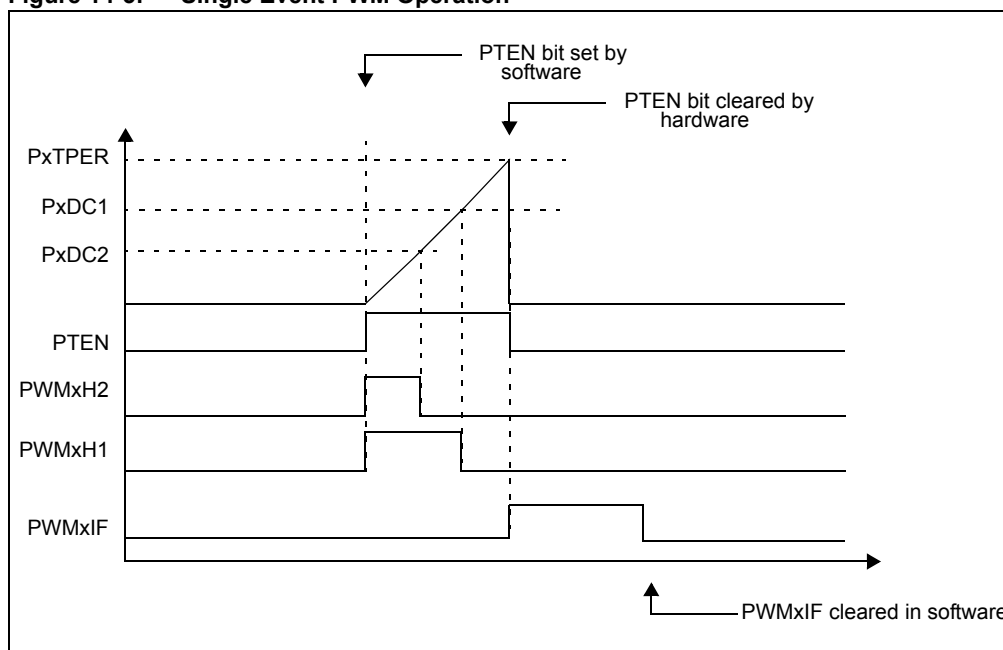 Single Event PWM Operation
PTEN bit set by
software
PTEN bit cleared by
hardware
PxTPER
PxDC1
PxDC2
PTEN
PWMxH2
PWMxH1
PWMxIF
PWMxIF cleared in software